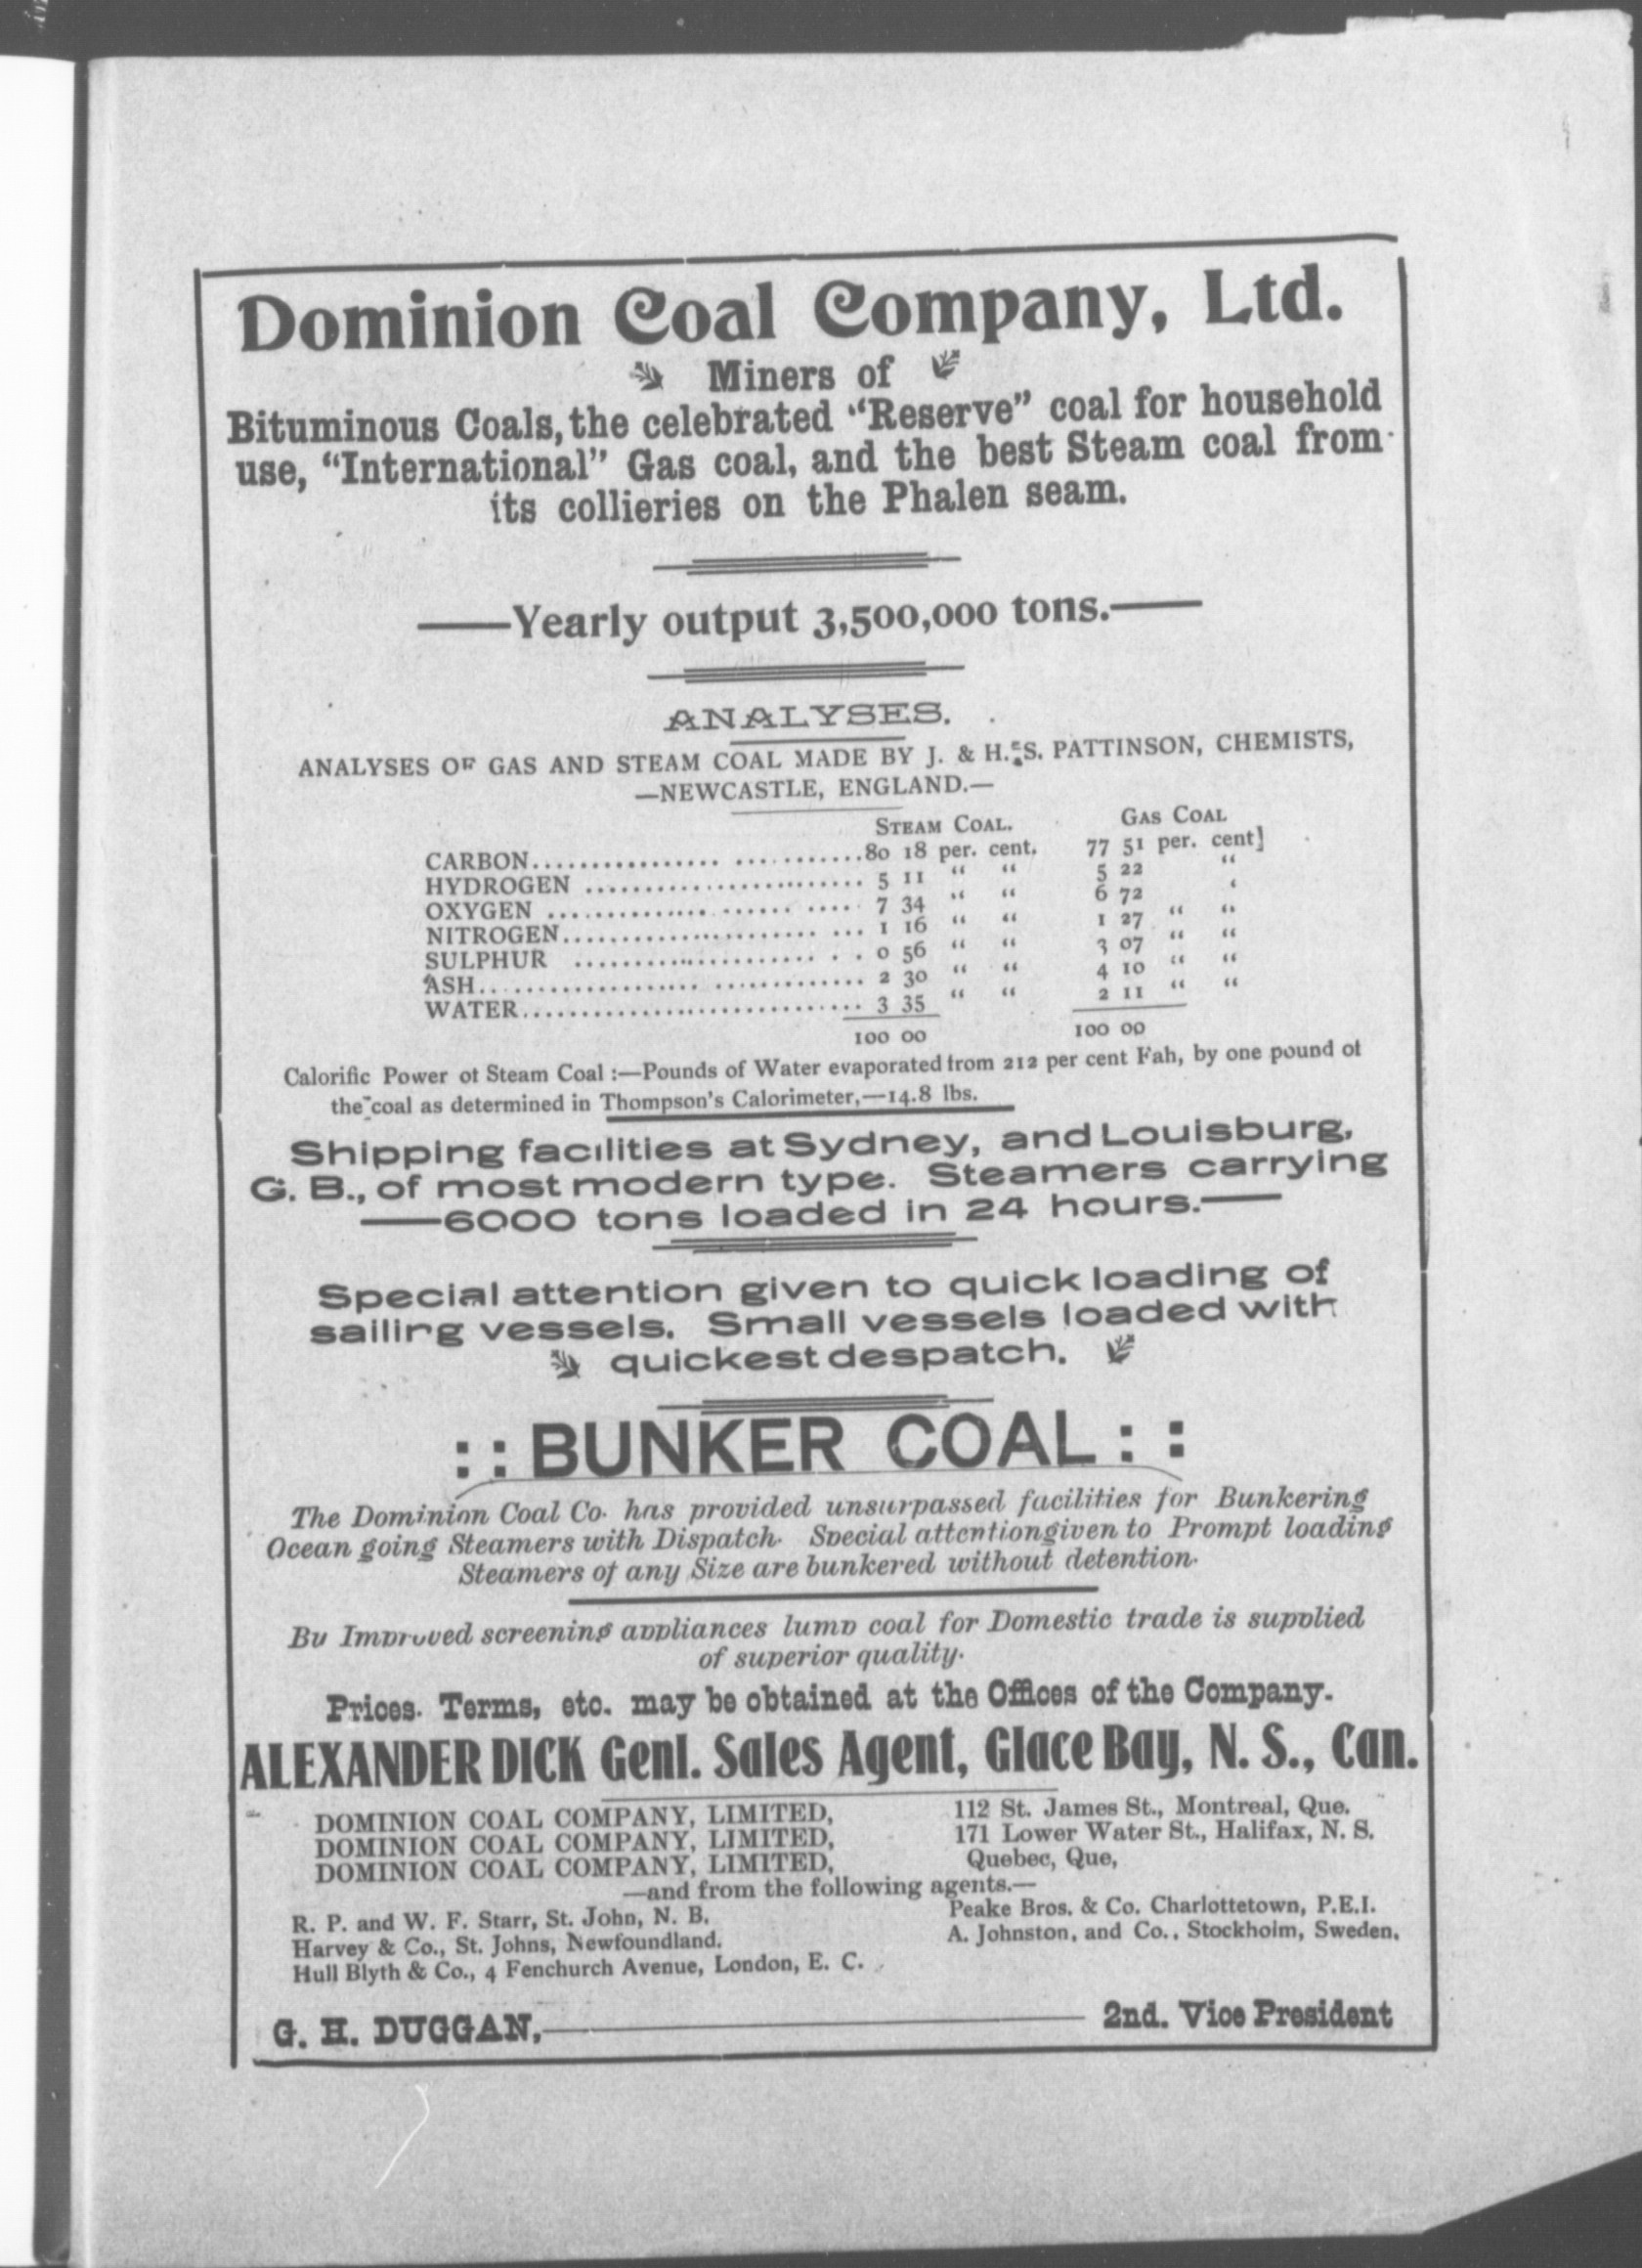 Dominion Coal Company, Ltd.
Miners of
Bituminous Coals, the celebrated "Reserve" coal for household
use, "International" Gas coal, and the best Steam coal from
its collieries on the Phalen seam.
—Yearly output 3,500,000 tons.—
ANALYSES.
ANALYSES OF GAS AND STEAM COAL MADE BY J. & H. S. PATTINSON, CHEMISTS,
—NEWCASTLE, ENGLAND.—
STEAM COAL. GAS COAL
CARBON............................80 18 per. cent. 77 51 per. cent]
HYDROGEN ........................ 5 11 " " 5 22 "
OXYGEN .......................... 7 34 " " 6 72 "
NITROGEN......................... 1 16 " " 1 27 " "
SULPHUR ......................... 0 56 " " 3 07 " "
ASH.............................. 2 30 " " 4 10 " "
WATER............................ 3 35 " " 2 11 " "
100 00 100 00
Calorific Power of Steam Coal :—Pounds of Water evaporated from 212 per cent Fah, by one pound of
the coal as determined in Thompson's Calorimeter,—14.8 lbs.
Shipping facilities at Sydney, and Louisburg,
G. B., of most modern type. Steamers carrying
—6000 tons loaded in 24 hours.—
Special attention given to quick loading of
sailing vessels. Small vessels loaded with
quickest despatch.
: : BUNKER COAL : :
The Dominion Coal Co. has provided unsurpassed facilities for Bunkering
Ocean going Steamers with Dispatch. Special attentiongiven to Prompt loading
Steamers of any Size are bunkered without detention.
By Improved screening appliances lump coal for Domestic trade is supplied
of superior quality.
Prices. Terms, etc. may be obtained at the Offices of the Company.
ALEXANDER DICK Genl. Sales Agent, Glace Bay, N. S., Can.
DOMINION COAL COMPANY, LIMITED, 112 St. James St., Montreal, Que.
DOMINION COAL COMPANY, LIMITED, 171 Lower Water St., Halifax, N. S.
DOMINION COAL COMPANY, LIMITED, Quebec, Que,
—and from the following agents.—
R. P. and W. F. Starr, St. John, N. B. Peake Bros. & Co. Charlottetown, P.E.I.
Harvey & Co., St. Johns, Newfoundland. A. Johnston, and Co., Stockholm, Sweden,
Hull Blyth & Co., 4 Fenchurch Avenue, London, E. C.
G. H. DUGGAN,— 2nd. Vice President